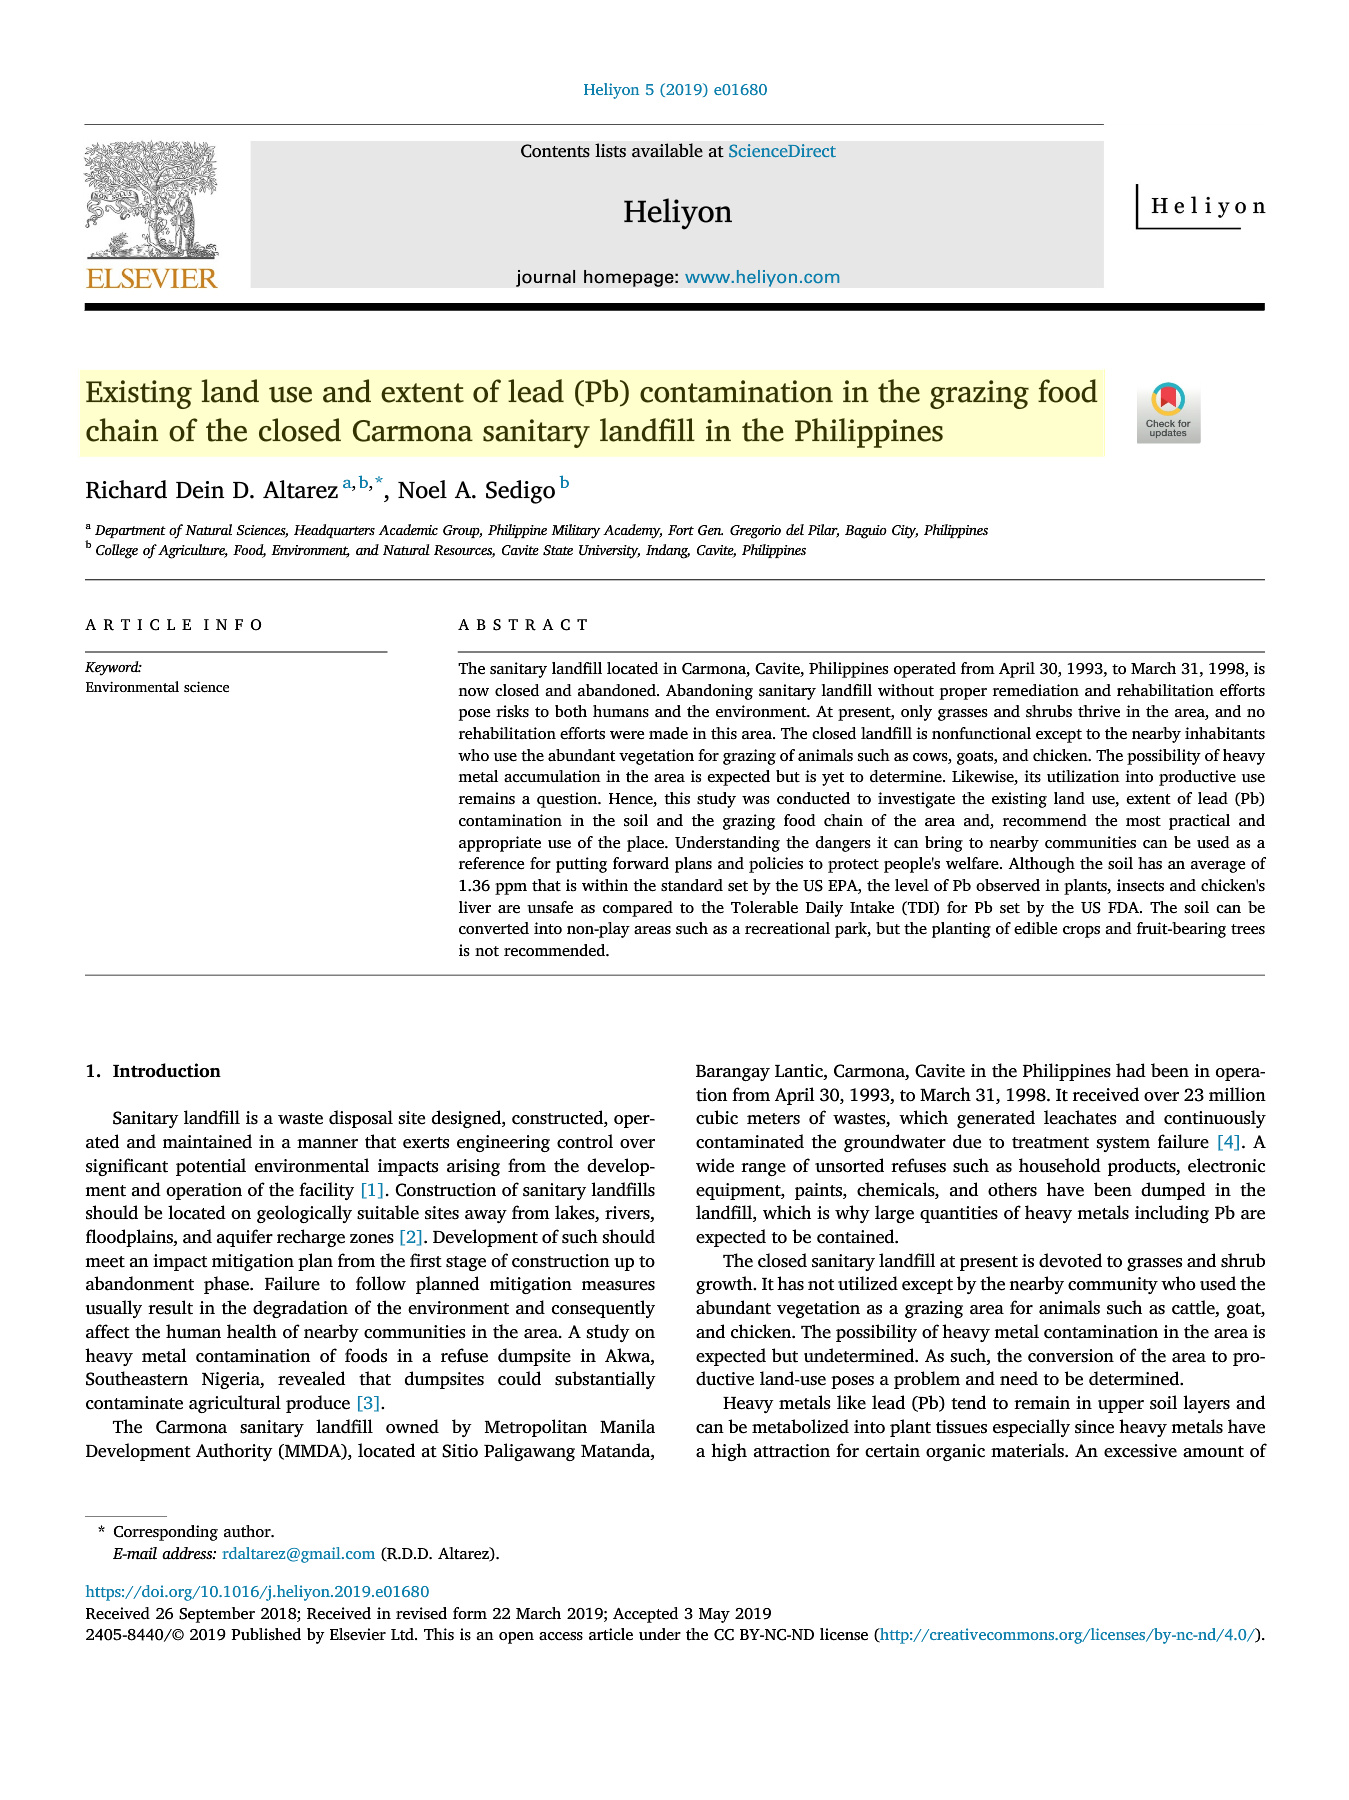 Heliyon 5 (2019) e01680
Contents lists available at ScienceDirect
Heliyon
journal homepage: www.heliyon.com
ELSEVIER
Heliyon
Existing land use and extent of lead (Pb) contamination in the grazing food
chain of the closed Carmona sanitary landfill in the Philippines
Check for
updates
Richard Dein D. Altarez a,b,*, Noel A. Sedigo b
a Department of Natural Sciences, Headquarters Academic Group, Philippine Military Academy, Fort Gen. Gregorio del Pilar, Baguio City, Philippines
b College of Agriculture, Food, Environment, and Natural Resources, Cavite State University, Indang, Cavite, Philippines
ARTICLE INFO
Keyword:
Environmental science
ABSTRACT
The sanitary landfill located in Carmona, Cavite, Philippines operated from April 30, 1993, to March 31, 1998, is
now closed and abandoned. Abandoning sanitary landfill without proper remediation and rehabilitation efforts
pose risks to both humans and the environment. At present, only grasses and shrubs thrive in the area, and no
rehabilitation efforts were made in this area. The closed landfill is nonfunctional except to the nearby inhabitants
who use the abundant vegetation for grazing of animals such as cows, goats, and chicken. The possibility of heavy
metal accumulation in the area is expected but is yet to determine. Likewise, its utilization into productive use
remains a question. Hence, this study was conducted to investigate the existing land use, extent of lead (Pb)
contamination in the soil and the grazing food chain of the area and, recommend the most practical and
appropriate use of the place. Understanding the dangers it can bring to nearby communities can be used as a
reference for putting forward plans and policies to protect people's welfare. Although the soil has an average of
1.36 ppm that is within the standard set by the US EPA, the level of Pb observed in plants, insects and chicken's
liver are unsafe as compared to the Tolerable Daily Intake (TDI) for Pb set by the US FDA. The soil can be
converted into non-play areas such as a recreational park, but the planting of edible crops and fruit-bearing trees
is not recommended.
1. Introduction
Sanitary landfill is a waste disposal site designed, constructed, oper-
ated and maintained in a manner that exerts engineering control over
significant potential environmental impacts arising from the develop-
ment and operation of the facility [1]. Construction of sanitary landfills
should be located on geologically suitable sites away from lakes, rivers,
floodplains, and aquifer recharge zones [2]. Development of such should
meet an impact mitigation plan from the first stage of construction up to
abandonment phase. Failure to follow planned mitigation measures
usually result in the degradation of the environment and consequently
affect the human health of nearby communities in the area. A study on
heavy metal contamination of foods in a refuse dumpsite in Akwa,
Southeastern Nigeria, revealed that dumpsites could substantially
contaminate agricultural produce [3].
The Carmona sanitary landfill owned by Metropolitan Manila
Development Authority (MMDA), located at Sitio Paligawang Matanda,
Barangay Lantic, Carmona, Cavite in the Philippines had been in opera-
tion from April 30, 1993, to March 31, 1998. It received over 23 million
cubic meters of wastes, which generated leachates and continuously
contaminated the groundwater due to treatment system failure [4]. A
wide range of unsorted refuses such as household products, electronic
equipment, paints, chemicals, and others have been dumped in the
landfill, which is why large quantities of heavy metals including Pb are
expected to be contained.
The closed sanitary landfill at present is devoted to grasses and shrub
growth. It has not utilized except by the nearby community who used the
abundant vegetation as a grazing area for animals such as cattle, goat,
and chicken. The possibility of heavy metal contamination in the area is
expected but undetermined. As such, the conversion of the area to pro-
ductive land-use poses a problem and need to be determined.
Heavy metals like lead (Pb) tend to remain in upper soil layers and
can be metabolized into plant tissues especially since heavy metals have
a high attraction for certain organic materials. An excessive amount of
* Corresponding author.
E-mail address: rdaltarez@gmail.com (R.D.D. Altarez).
https://doi.org/10.1016/j.heliyon.2019.e01680
Received 26 September 2018; Received in revised form 22 March 2019; Accepted 3 May 2019
2405-8440/© 2019 Published by Elsevier Ltd. This is an open access article under the CC BY-NC-ND license (http://creativecommons.org/licenses/by-nc-nd/4.0/).